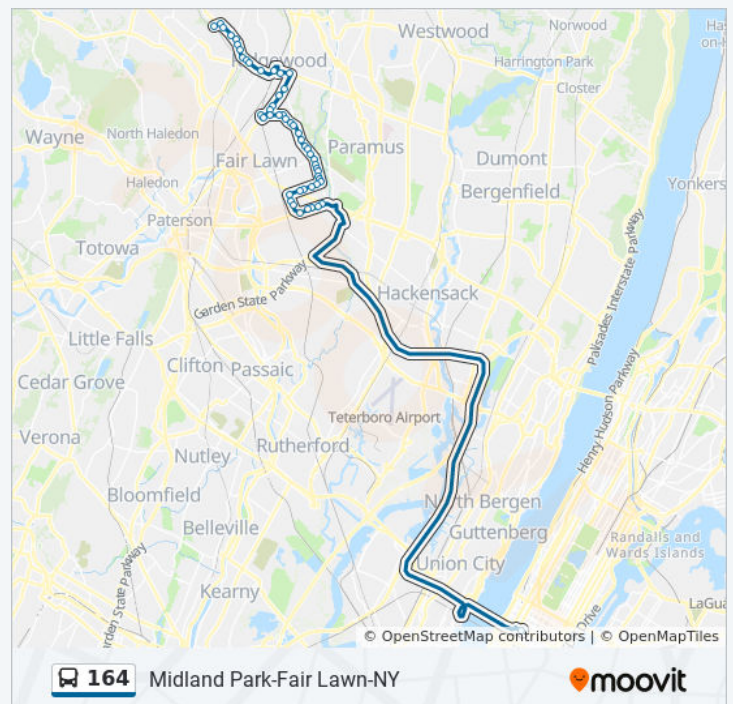 Westwood
Norwood
Ridgewood
Harrington Park
Closter
Wayne
North Haledon
Paramus
Fair Lawn
Dumont
Haledon
Bergenfield
Yonkers
Paterson
Totowa
Palisades Interstate Parkway
Garden State Parkway
Hackensack
Little Falls
Clifton
Passaic
Cedar Grove
Teterboro Airport
Henry Hudson Parkway
Verona
Rutherford
Nutley
Bloomfield
North Bergen
Belleville
Guttenberg
Randalls and
Wards Islands
Union City
Kearny
© OpenStreetMap contributors | © OpenMapTiles
164 Midland Park-Fair Lawn-NY
moovit